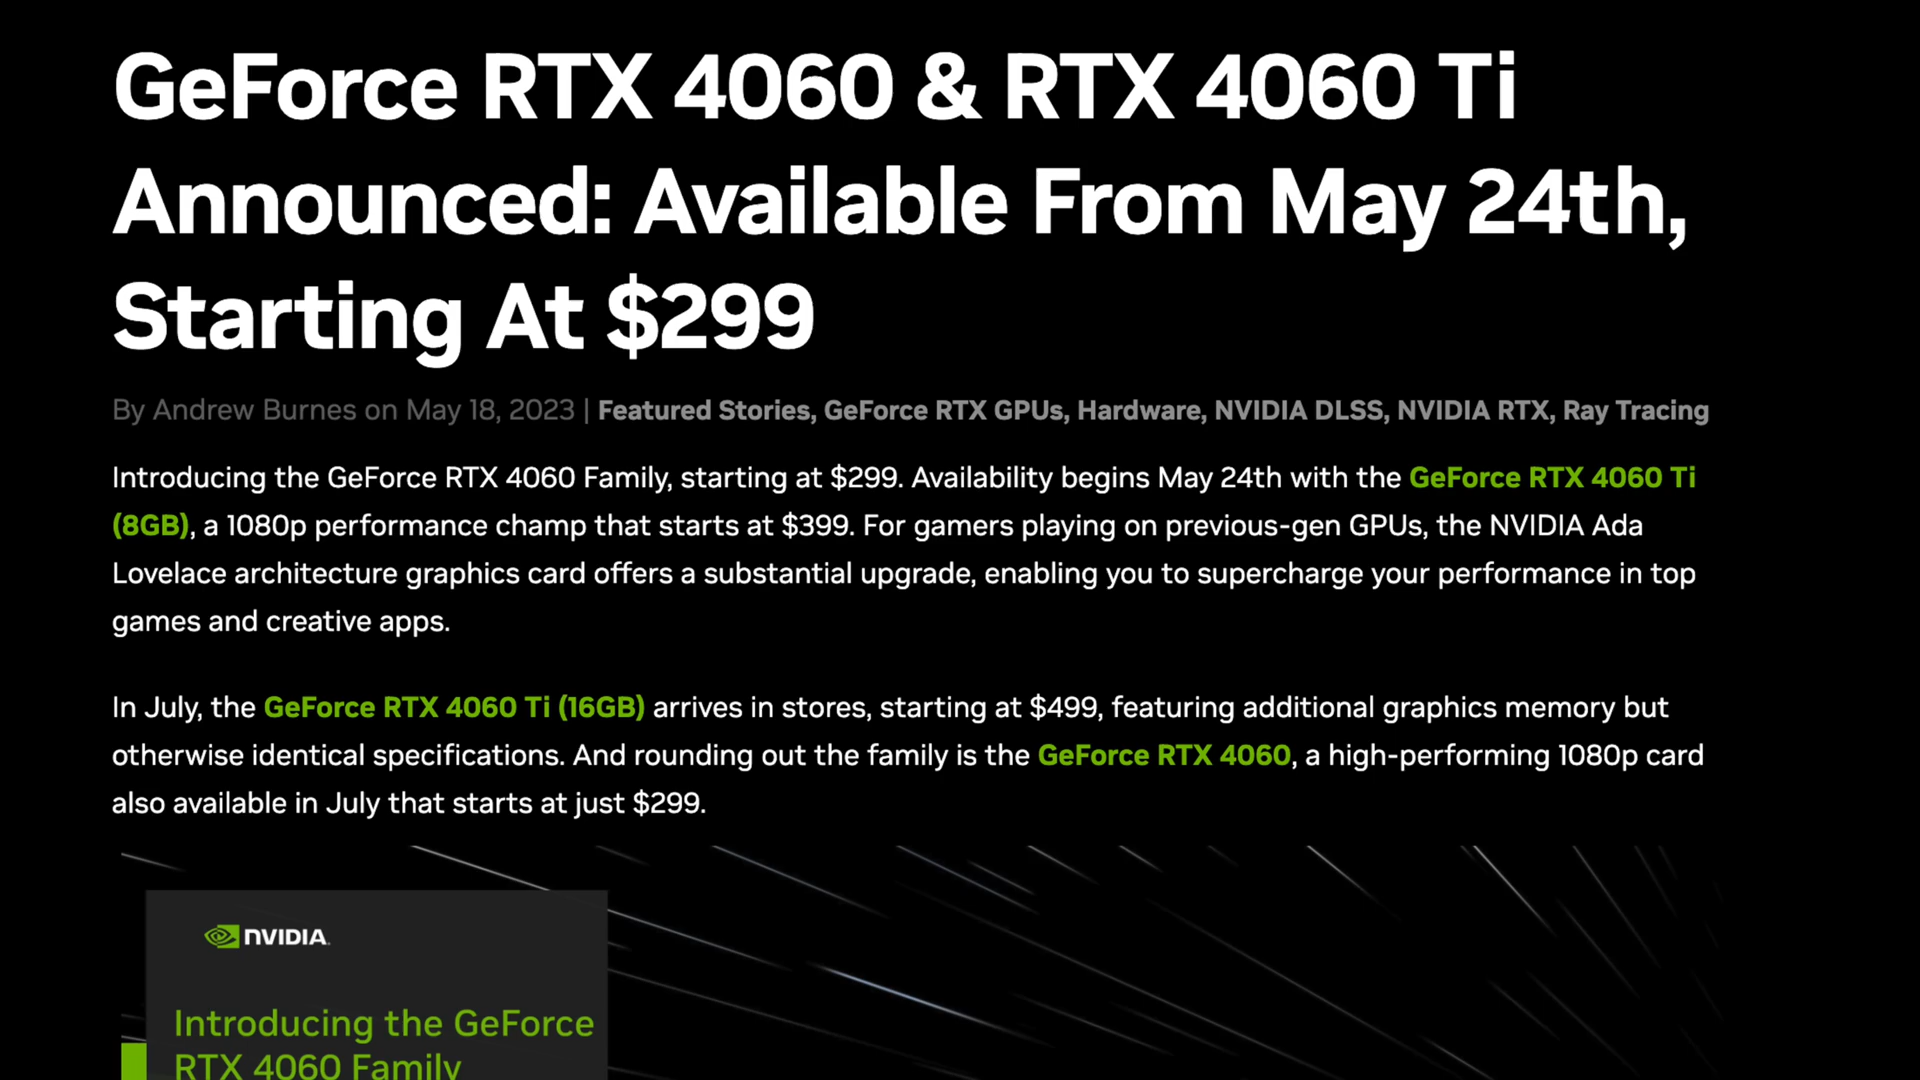 GeForce RTX 4060 & RTX 4060 Ti
Announced: Available From May 24th,
Starting At $299
By Andrew Burnes on May 18, 2023 | Featured Stories, GeForce RTX GPUs, Hardware, NVIDIA DLSS, NVIDIA RTX, Ray Tracing
Introducing the GeForce RTX 4060 Family, starting at $299. Availability begins May 24th with the GeForce RTX 4060 Ti
(8GB), a 1080p performance champ that starts at $399. For gamers playing on previous-gen GPUs, the NVIDIA Ada
Lovelace architecture graphics card offers a substantial upgrade, enabling you to supercharge your performance in top
games and creative apps.
In July, the GeForce RTX 4060 Ti (16GB) arrives in stores, starting at $499, featuring additional graphics memory but
otherwise identical specifications. And rounding out the family is the GeForce RTX 4060, a high-performing 1080p card
also available in July that starts at just $299.
NVIDIA
Introducing the GeForce
RTX 4060 Family